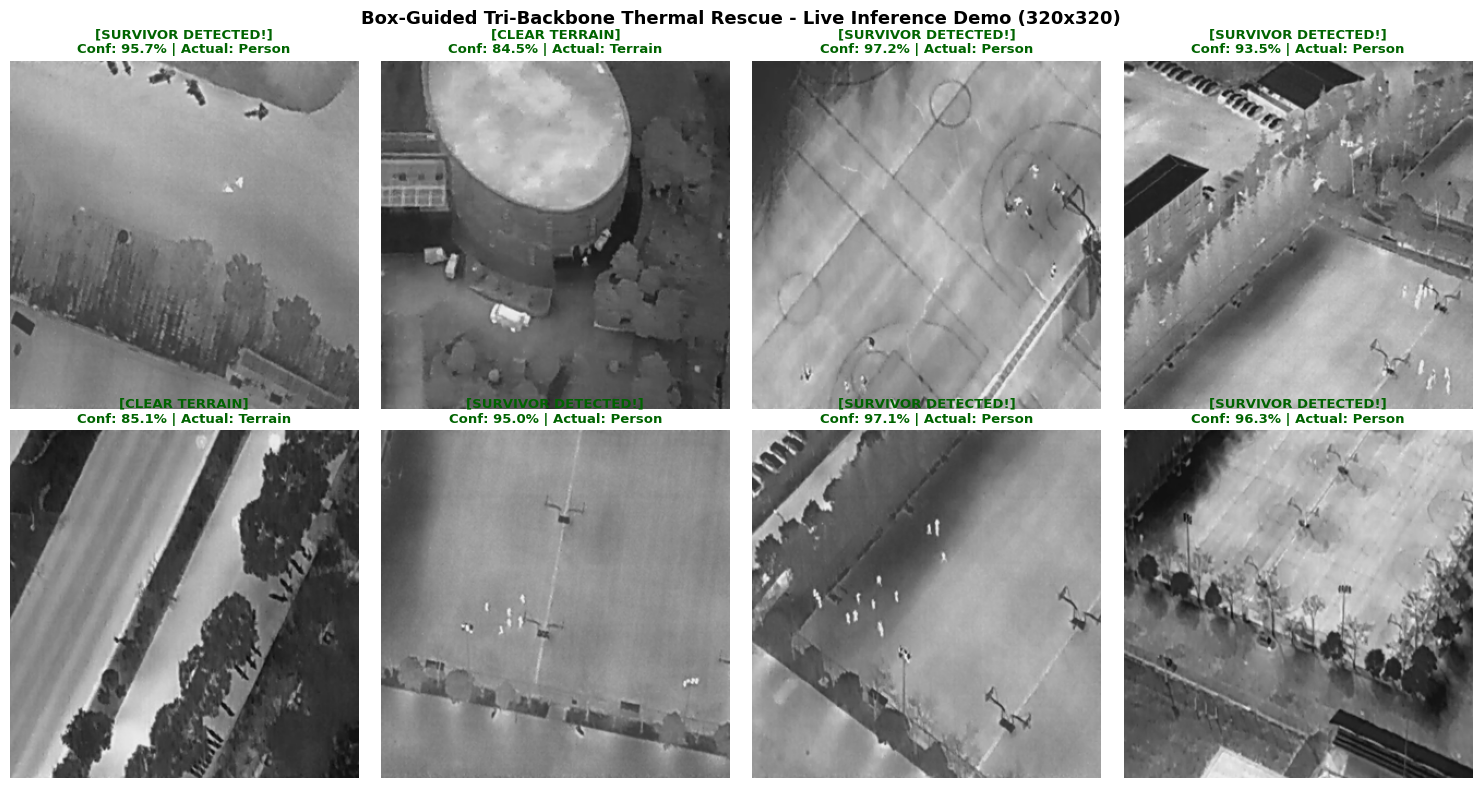 Box-Guided Tri-Backbone Thermal Rescue - Live Inference Demo (320x320)
[SURVIVOR DETECTED!]
Conf: 95.7% | Actual: Person
[CLEAR TERRAIN]
Conf: 84.5% | Actual: Terrain
[SURVIVOR DETECTED!]
Conf: 97.2% | Actual: Person
[SURVIVOR DETECTED!]
Conf: 93.5% | Actual: Person
[CLEAR TERRAIN]
Conf: 85.1% | Actual: Terrain
[SURVIVOR DETECTED!]
Conf: 95.0% | Actual: Person
[SURVIVOR DETECTED!]
Conf: 97.1% | Actual: Person
[SURVIVOR DETECTED!]
Conf: 96.3% | Actual: Person